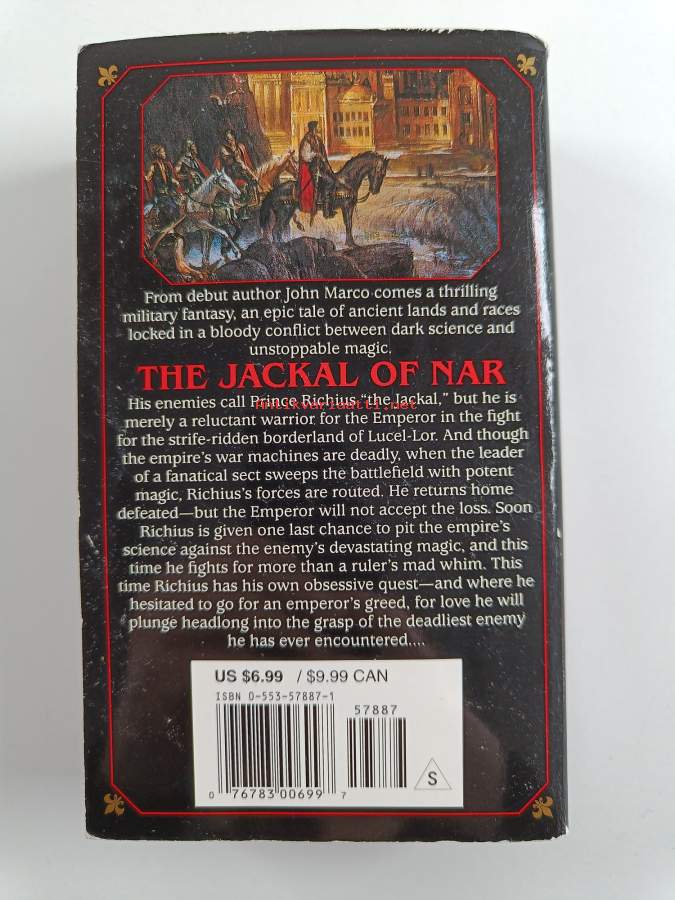 From debut author John Marco comes a thrilling
military fantasy, an epic tale of ancient lands and races
locked in a bloody conflict between dark science and
unstoppable magic.
THE JACKAL OF NAR
His enemies call Prince Richius "the Jackal," but he is
Antikvariaatti.net
merely a reluctant warrior for the Emperor in the fight
for the strife-ridden borderland of Lucel-Lor. And though
the empire's war machines are deadly, when the leader
of a fanatical sect sweeps the battlefield with potent
magic, Richius's forces are routed. He returns home
defeated—but the Emperor will not accept the loss. Soon
Richius is given one last chance to pit the empire's
science against the enemy's devastating magic, and this
time he fights for more than a ruler's mad whim. This
time Richius has his own obsessive quest—and where he
hesitated to go for an emperor's greed, for love he will
plunge headlong into the grasp of the deadliest enemy
he has ever encountered....
US $6.99 / $9.99 CAN
ISBN 0-553-57887-1
57887
S
0 76783 00699 7